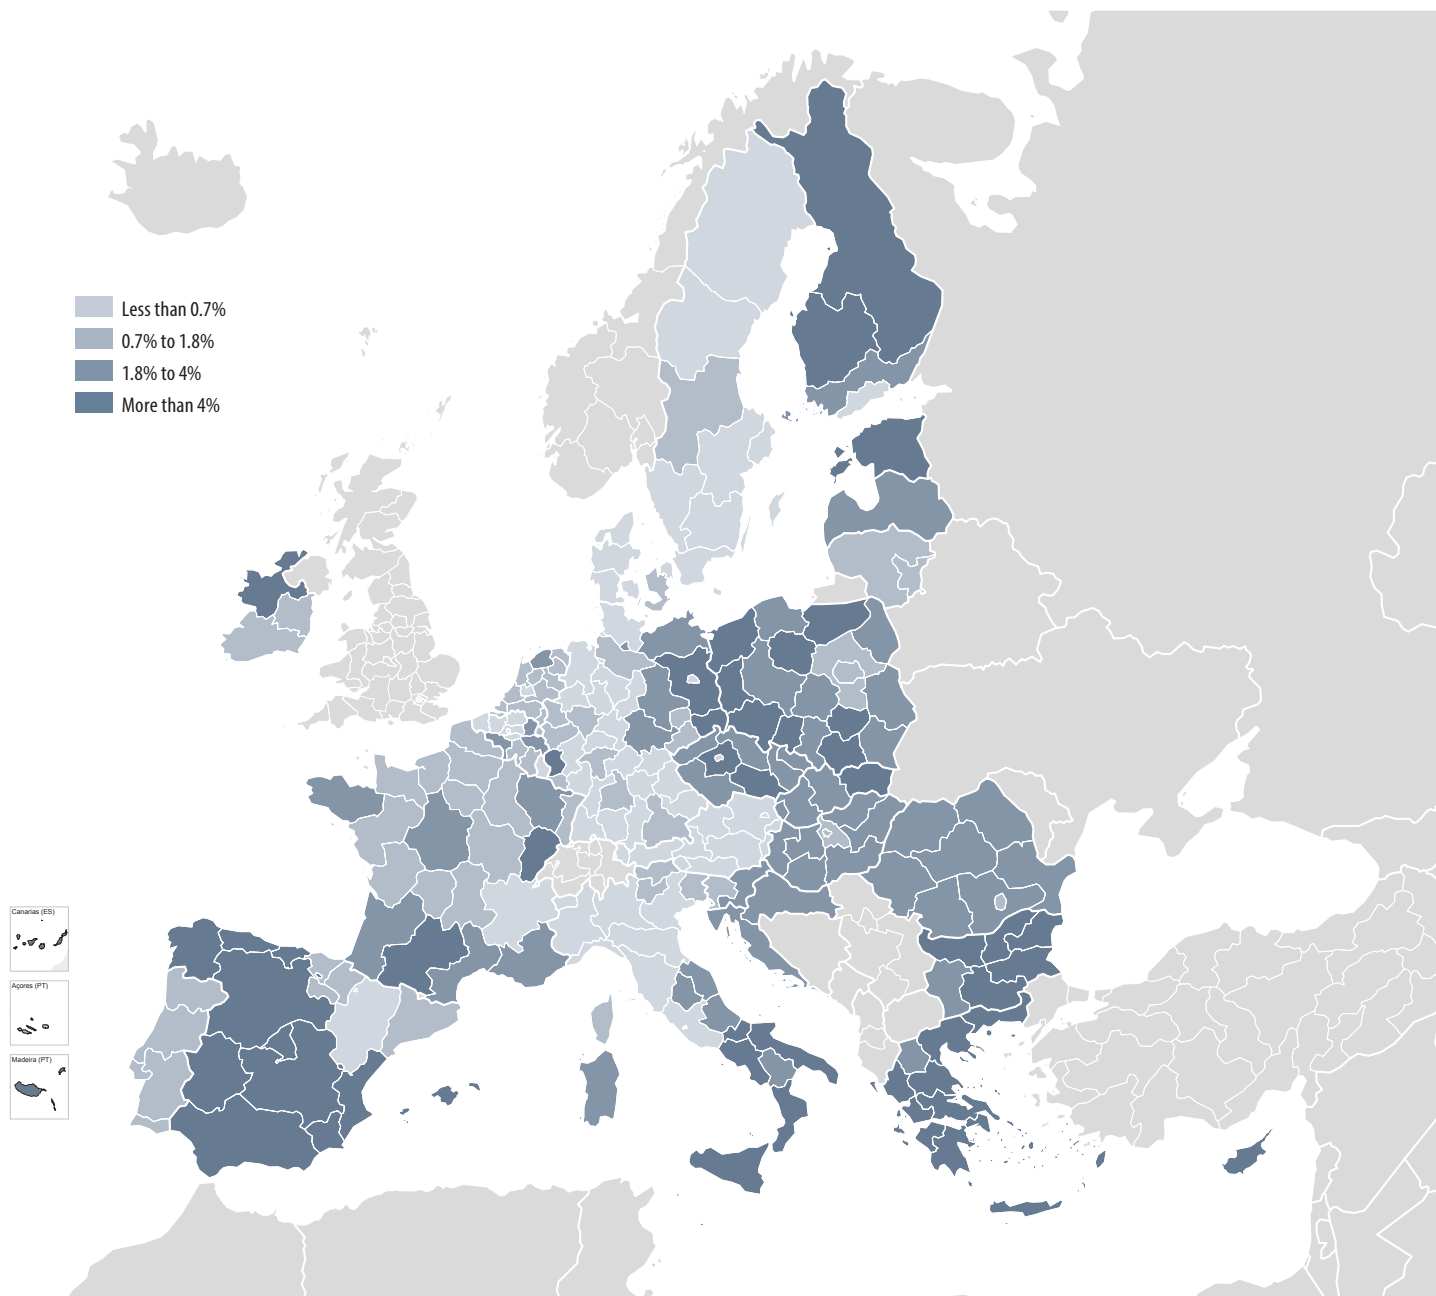 Less than 0.7%
0.7% to 1.8%
1.8% to 4%
More than 4%
Canarias (ES)
Açores (PT)
Madeira (PT)